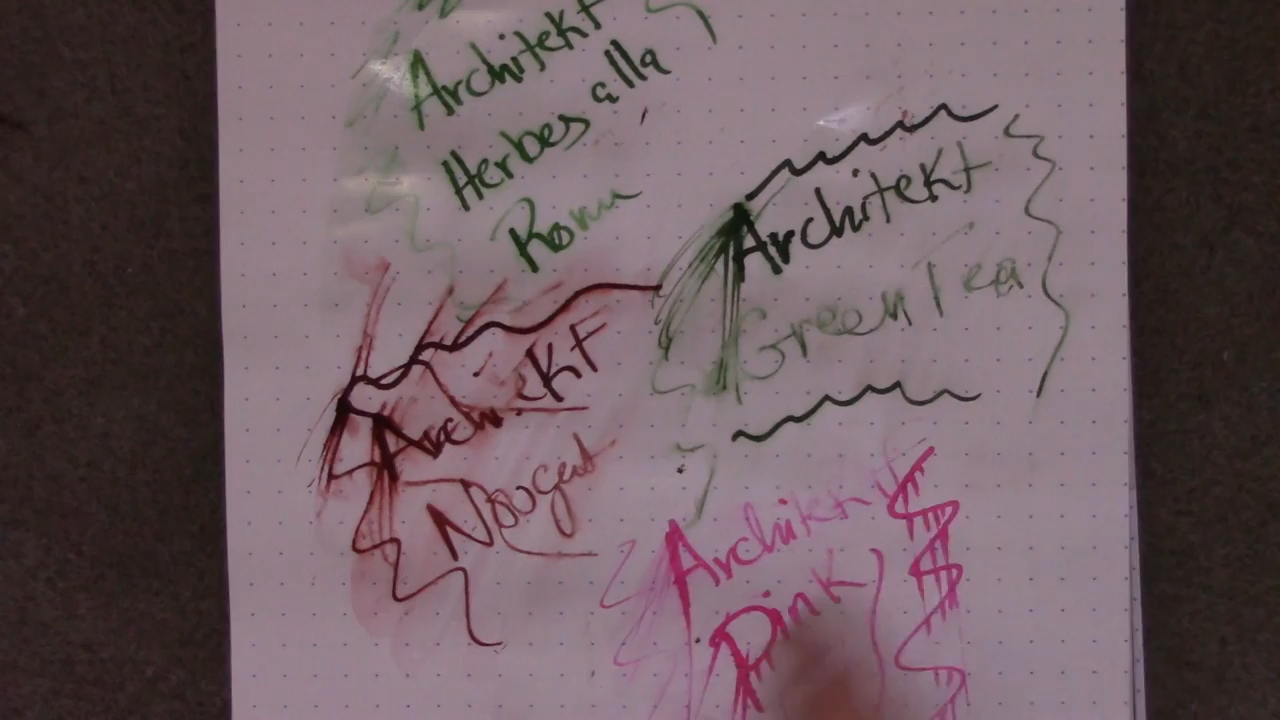 Architekt
Herbes alla
Roma
Architekt
Green Tea
Architekt
Nougat
Architekt
Pink